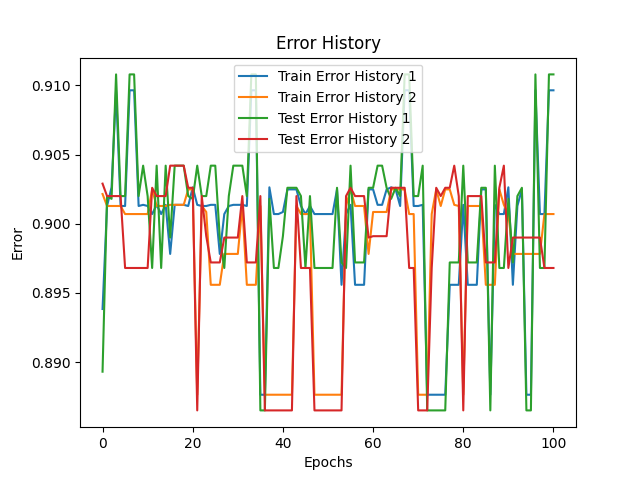 Error History
Train Error History 1
Train Error History 2
Test Error History 1
Test Error History 2
0.910
0.905
0.900
0.895
0.890
Error
0 20 40 60 80 100
Epochs